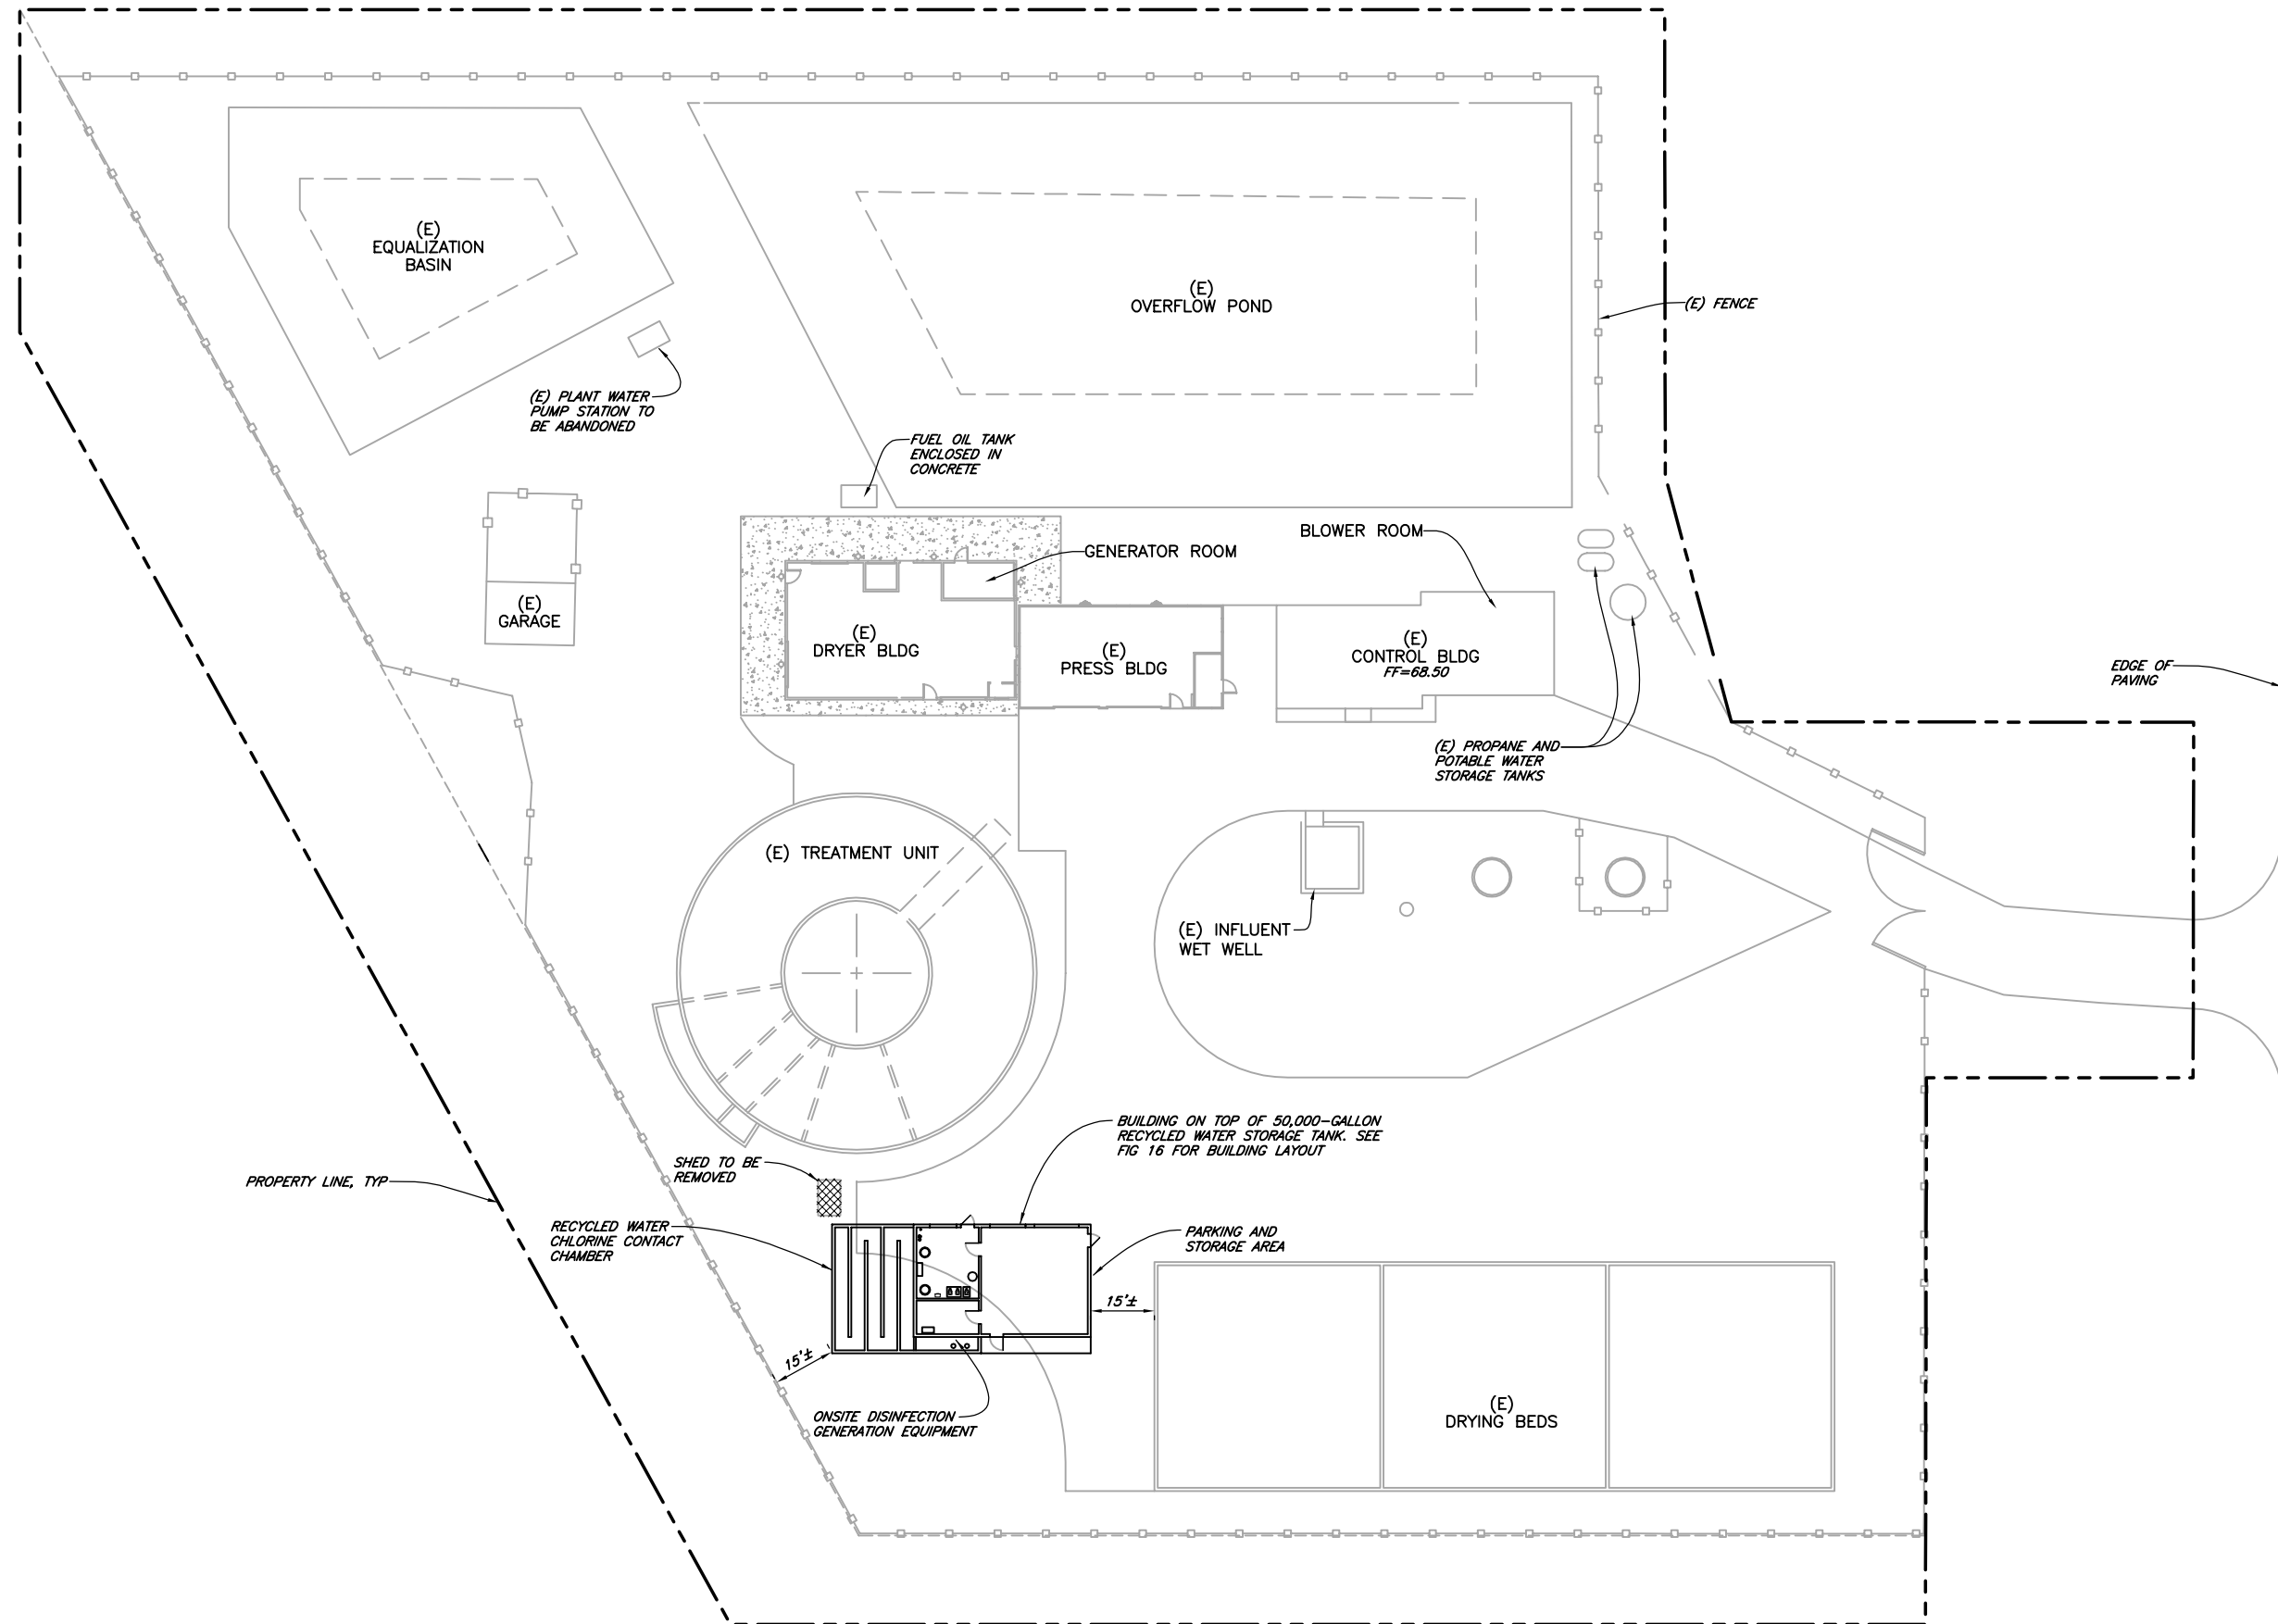 (E)
EQUALIZATION
BASIN
(E)
OVERFLOW POND
(E) FENCE
(E) PLANT WATER
PUMP STATION TO
BE ABANDONED
FUEL OIL TANK
ENCLOSED IN
CONCRETE
BLOWER ROOM
GENERATOR ROOM
(E)
GARAGE
(E)
DRYER BLDG
(E)
PRESS BLDG
(E)
CONTROL BLDG
FF=68.50
EDGE OF
PAVING
(E) PROPANE AND
POTABLE WATER
STORAGE TANKS
(E) TREATMENT UNIT
(E) INFLUENT
WET WELL
BUILDING ON TOP OF 50,000-GALLON
RECYCLED WATER STORAGE TANK. SEE
FIG 16 FOR BUILDING LAYOUT
SHED TO BE
REMOVED
PROPERTY LINE, TYP
RECYCLED WATER
CHLORINE CONTACT
CHAMBER
PARKING AND
STORAGE AREA
15'±
15'±
ONSITE DISINFECTION
GENERATION EQUIPMENT
(E)
DRYING BEDS